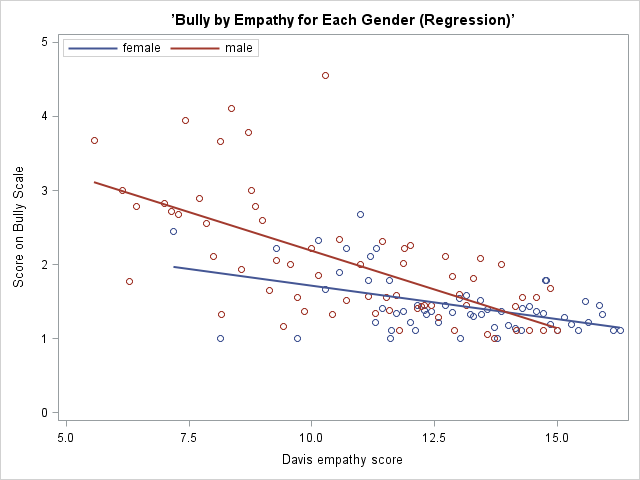 'Bully by Empathy for Each Gender (Regression)'
female male
Score on Bully Scale
5
4
3
2
1
0
5.0 7.5 10.0 12.5 15.0
Davis empathy score